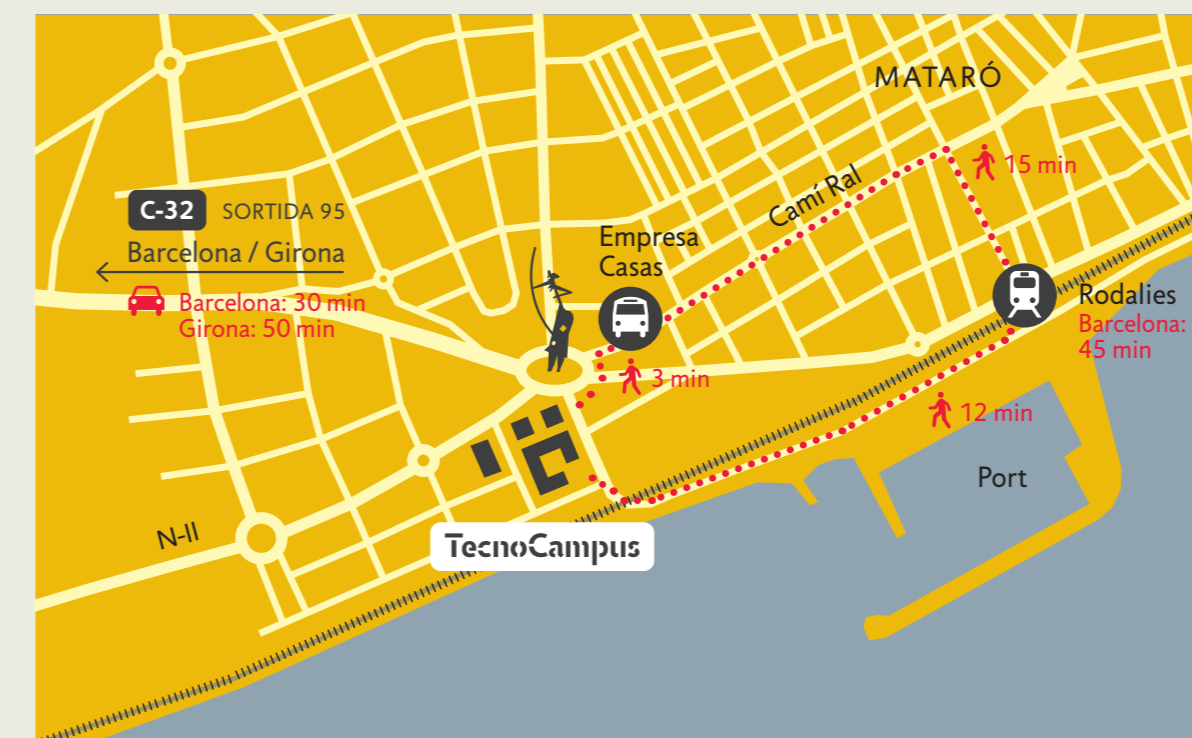 MATARÓ
15 min
Camí Ral
C-32 SORTIDA 95
Barcelona / Girona
Barcelona: 30 min
Girona: 50 min
Empresa
Casas
Rodalies
Barcelona:
45 min
3 min
12 min
Port
N-II
TecnoCampus